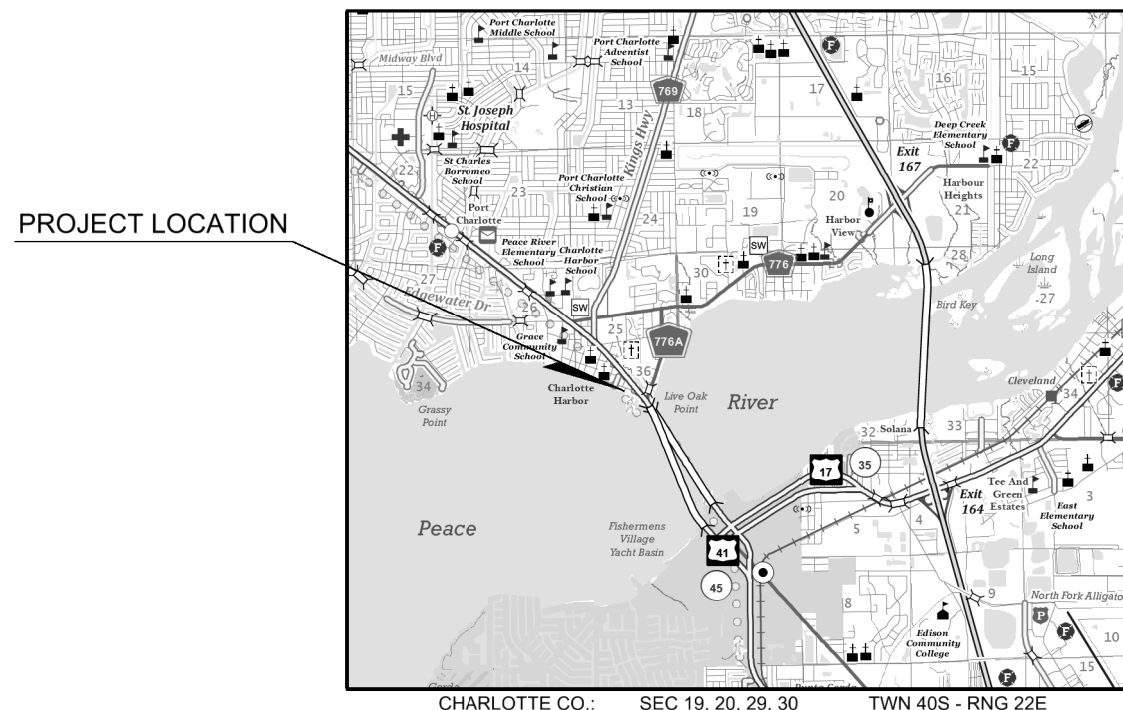 Port Charlotte
Middle School
Port Charlotte
Adventist
School
Midway Blvd
14
15
13
769
18
17
16
15
St. Joseph
Hospital
Kings Hwy
Deep Creek
Elementary
School
Exit
167
22
22
St Charles
Borromeo
School
23
Port Charlotte
Christian
School
24
19
20
Harbour
Heights
21
PROJECT LOCATION
Port
Charlotte
Peace River
Elementary
School
Charlotte
Harbor
School
Harbor
View
SW
776
28
Long
Island
27
30
27
Edgewater Dr
26
SW
Bird Key
25
776A
Grace
Community
School
34
36
Charlotte
Harbor
Grassy
Point
Live Oak
Point
River
Cleveland
34
Solana
32
33
17
35
Exit
164
Tee And
Green
Estates
East
Elementary
School
3
Peace
Fishermens
Village
Yacht Basin
5
4
41
45
8
9
North Fork Alligator
P
10
Edison
Community
College
15
F
CHARLOTTE CO.: SEC 19, 20, 29, 30 TWN 40S - RNG 22E